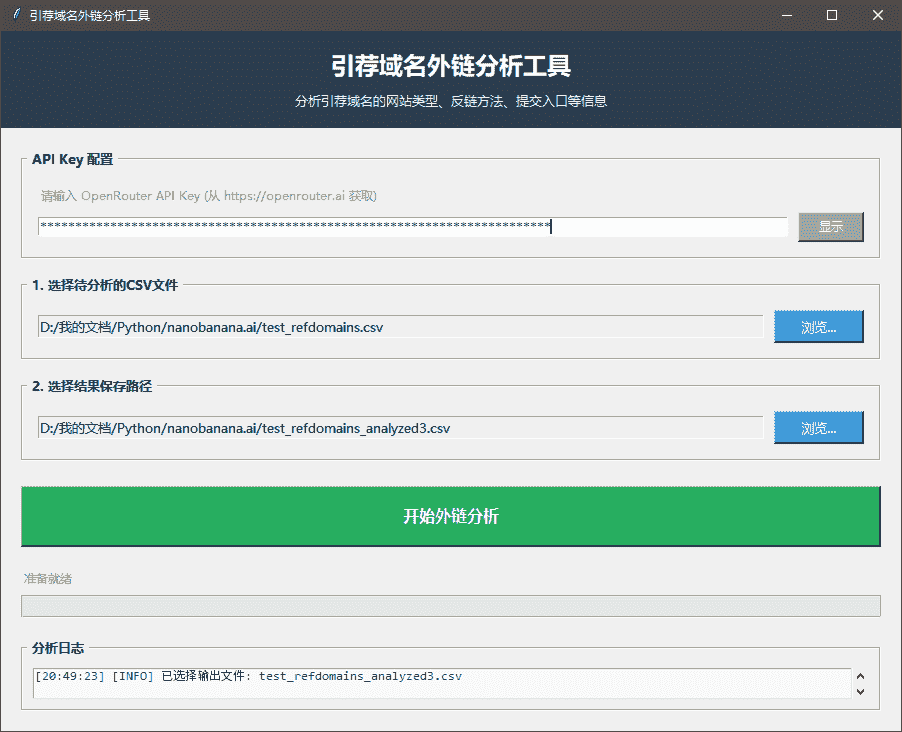 引荐域名外链分析工具
引荐域名外链分析工具
分析引荐域名的网站类型、反链方法、提交入口等信息
API Key 配置
请输入 OpenRouter API Key (从 https://openrouter.ai 获取)
*************************************************************************
显示
1. 选择待分析的CSV文件
D:/我的文档/Python/nanobanana.ai/test_refdomains.csv
浏览...
2. 选择结果保存路径
D:/我的文档/Python/nanobanana.ai/test_refdomains_analyzed3.csv
浏览...
开始外链分析
准备就绪
分析日志
[20:49:23] [INFO] 已选择输出文件: test_refdomains_analyzed3.csv